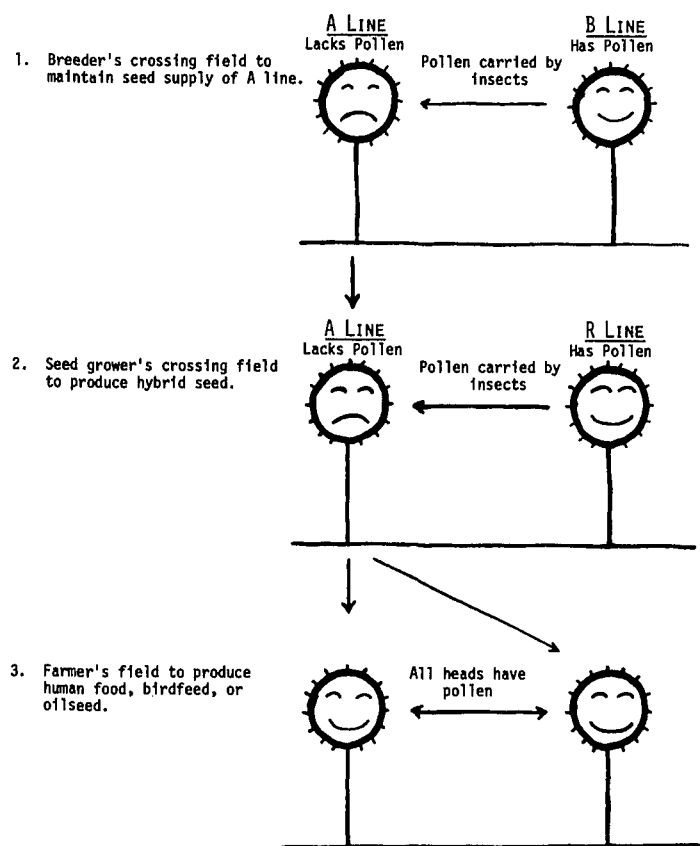 A LINE
Lacks Pollen
B LINE
Has Pollen
1. Breeder's crossing field to
maintain seed supply of A line.
Pollen carried by
insects
A LINE
Lacks Pollen
R LINE
Has Pollen
2. Seed grower's crossing field
to produce hybrid seed.
Pollen carried by
insects
3. Farmer's field to produce
human food, birdfeed, or
oilseed.
All heads have
pollen